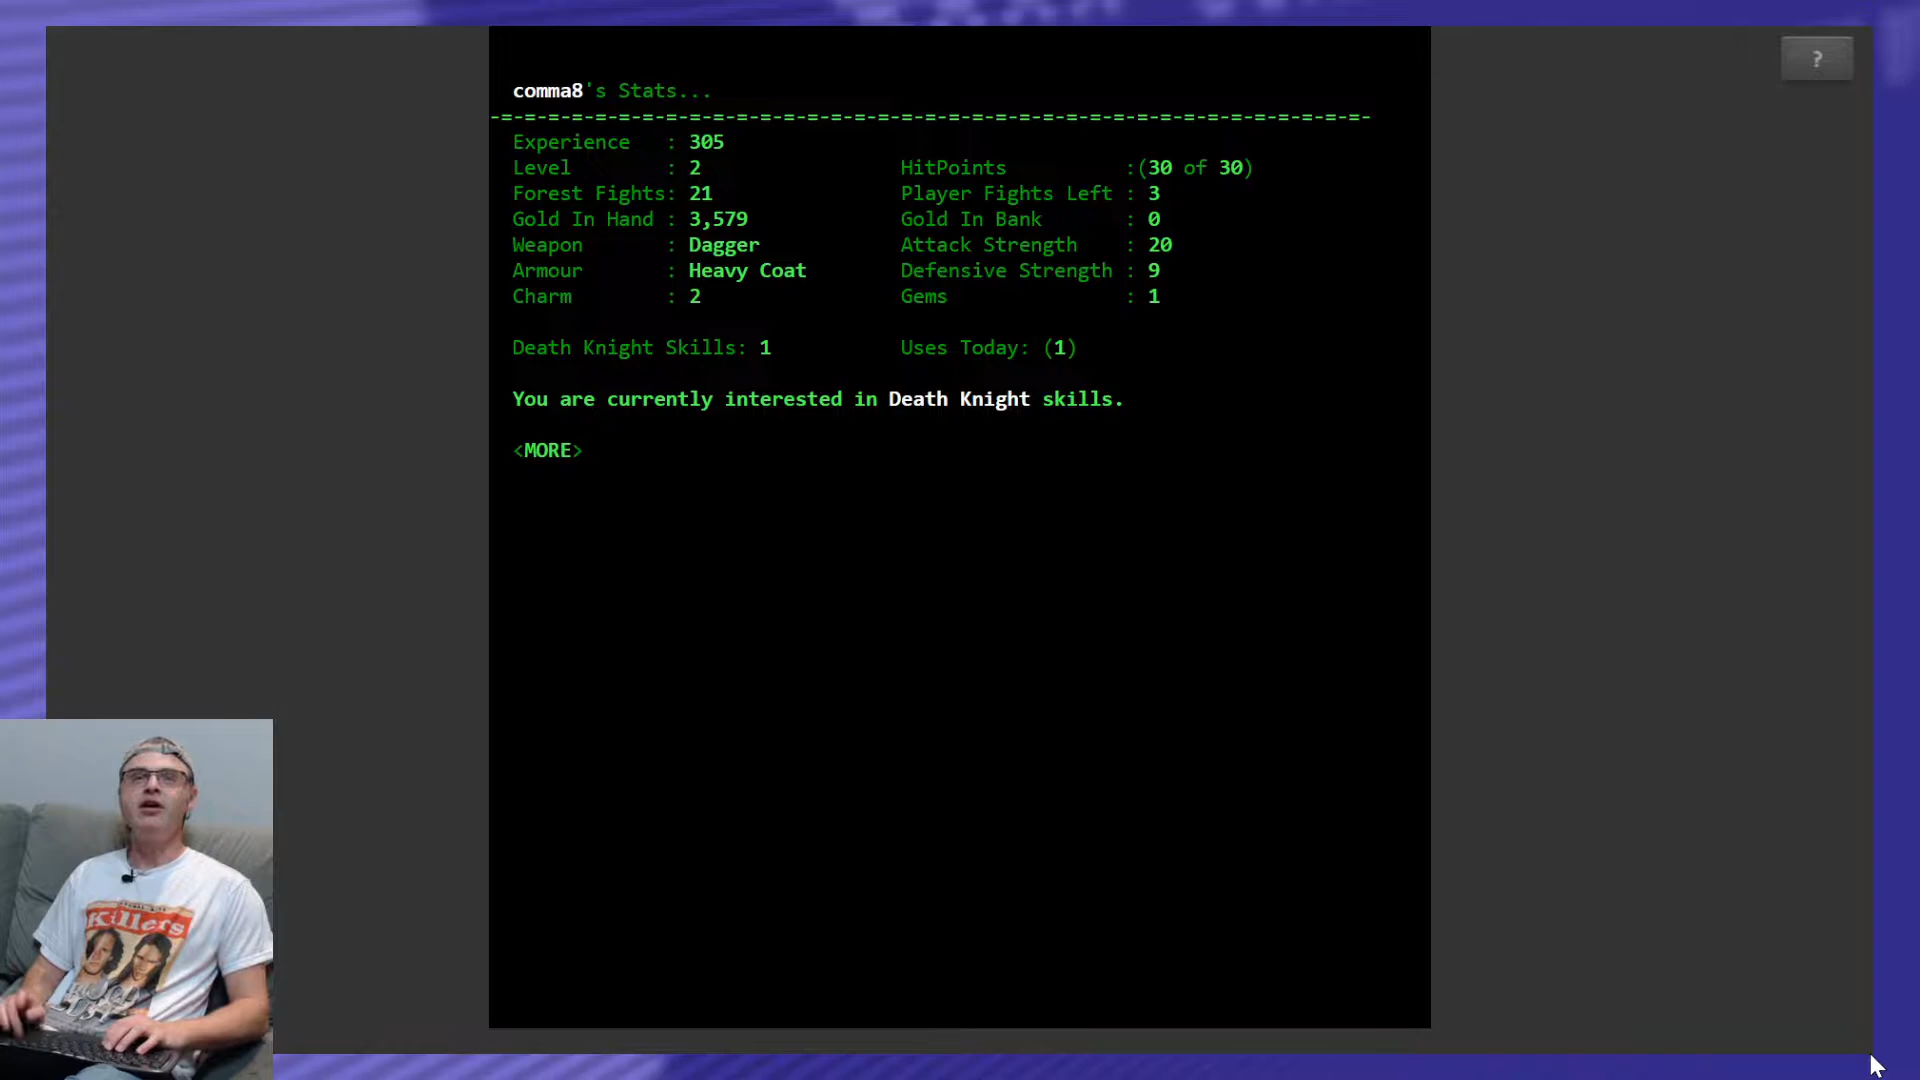 ?
comma8's Stats...
-=-=-=-=-=-=-=-=-=-=-=-=-=-=-=-=-=-=-=-=-=-=-=-=-=-=-=-=-=-=-=-=-=-=-=-=-=-
Experience : 305
Level : 2 HitPoints :(30 of 30)
Forest Fights: 21 Player Fights Left : 3
Gold In Hand : 3,579 Gold In Bank : 0
Weapon : Dagger Attack Strength : 20
Armour : Heavy Coat Defensive Strength : 9
Charm : 2 Gems : 1
Death Knight Skills: 1 Uses Today: (1)
You are currently interested in Death Knight skills.
<MORE>
Killers